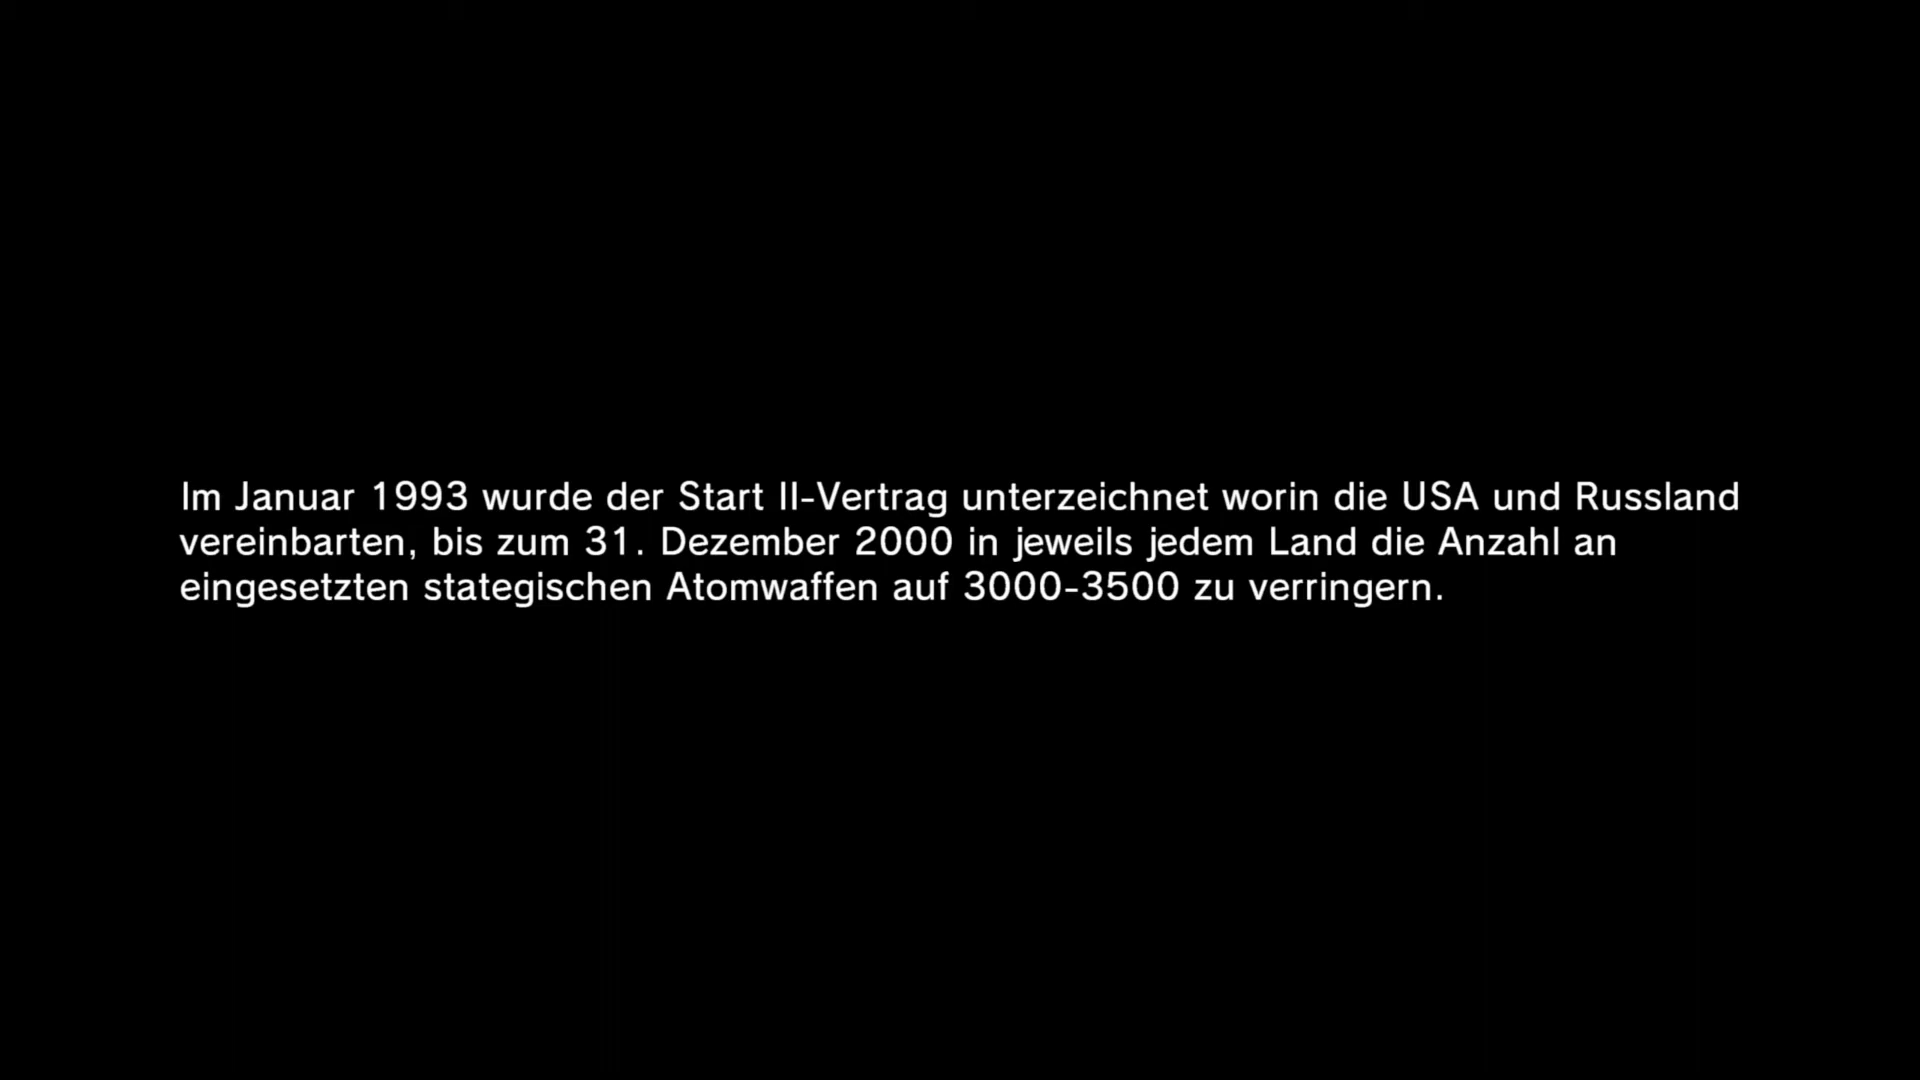 Im Januar 1993 wurde der Start II-Vertrag unterzeichnet worin die USA und Russland
vereinbarten, bis zum 31. Dezember 2000 in jeweils jedem Land die Anzahl an
eingesetzten stategischen Atomwaffen auf 3000-3500 zu verringern.